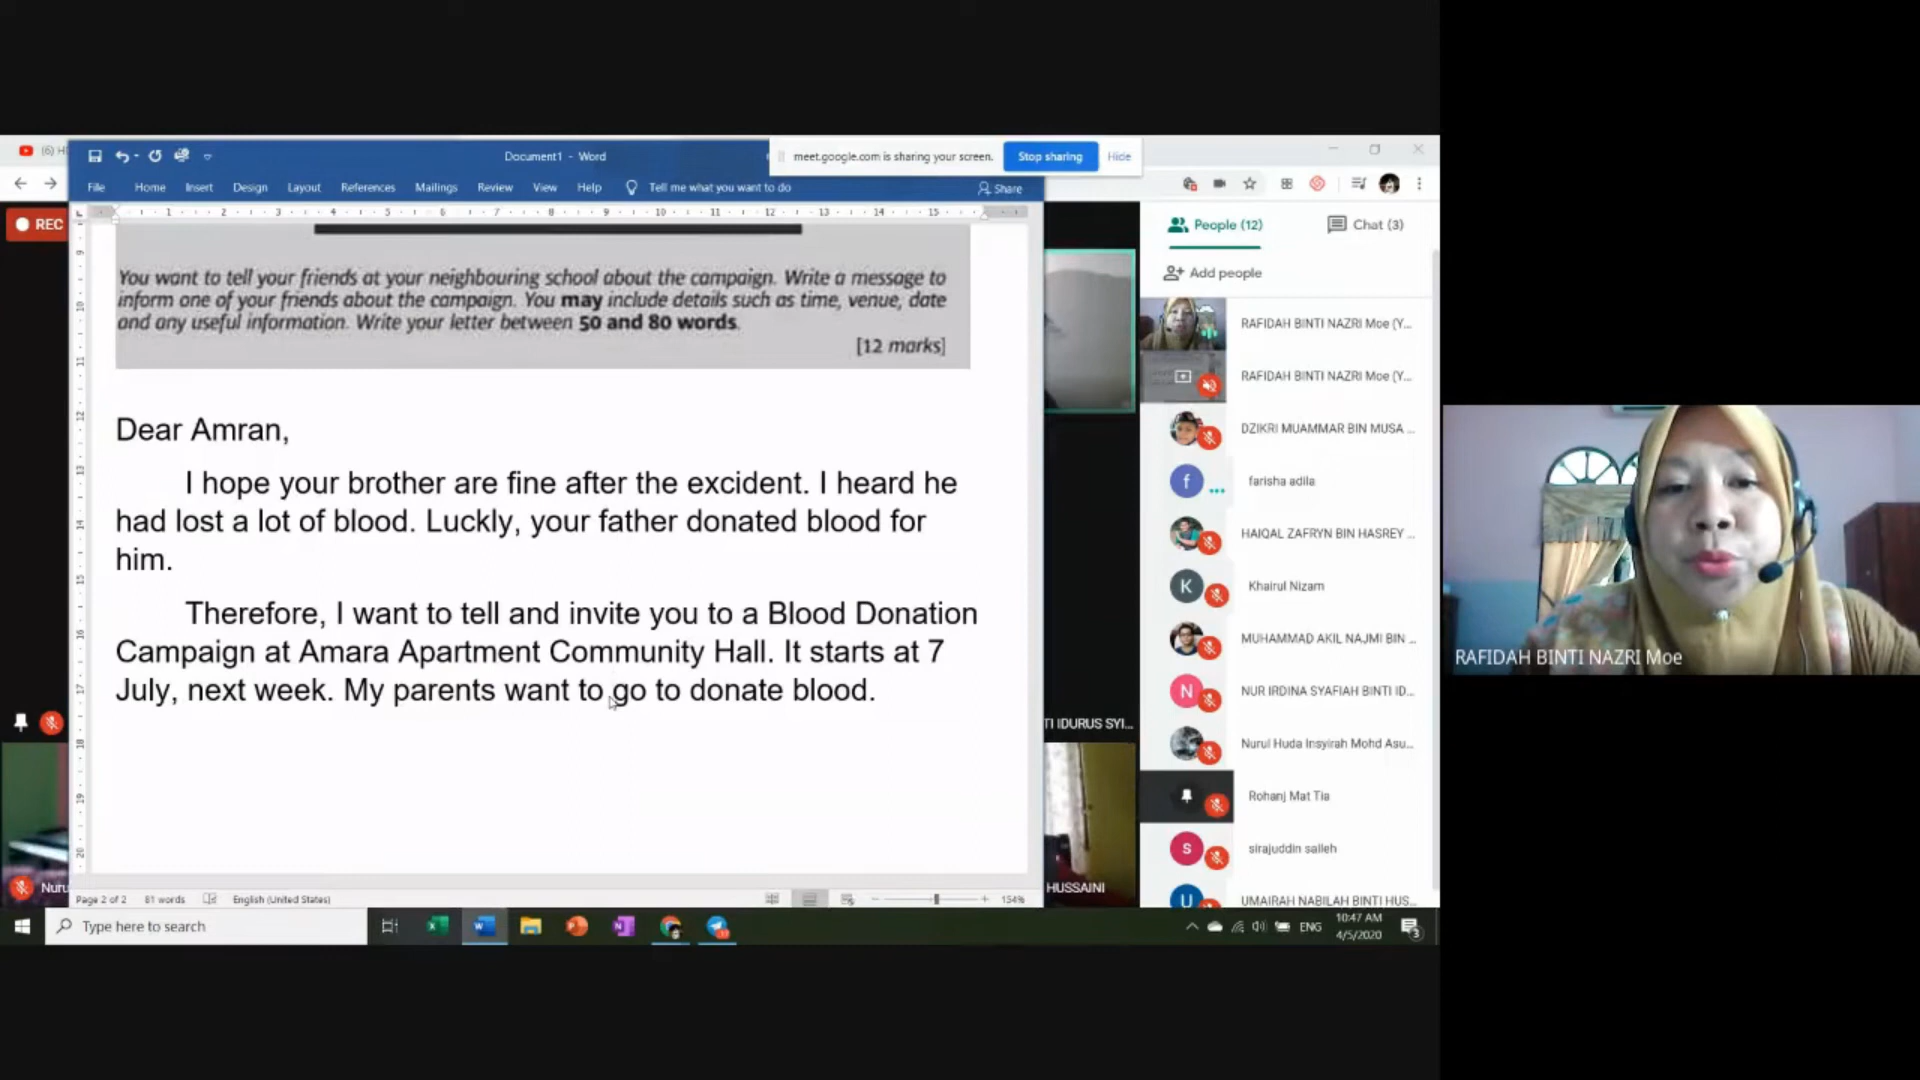 (6) H
Document1 - Word
meet.google.com is sharing your screen.
Stop sharing
Hide
File Home Insert Design Layout References Mailings Review View Help Tell me what you want to do Share
REC
People (12)
Chat (3)
Add people
You want to tell your friends at your neighbouring school about the campaign. Write a message to
inform one of your friends about the campaign. You may include details such as time, venue, date
and any useful information. Write your letter between 50 and 80 words.
[12 marks]
Dear Amran,
I hope your brother are fine after the excident. I heard he
had lost a lot of blood. Luckly, your father donated blood for
him.
Therefore, I want to tell and invite you to a Blood Donation
Campaign at Amara Apartment Community Hall. It starts at 7
July, next week. My parents want to go to donate blood.
RAFIDAH BINTI NAZRI Moe (Y...
RAFIDAH BINTI NAZRI Moe (Y...
DZIKRI MUAMMAR BIN MUSA ...
f
farisha adila
HAIQAL ZAFRYN BIN HASREY ...
K
Khairul Nizam
MUHAMMAD AKIL NAJMI BIN ...
N
NUR IRDINA SYAFIAH BINTI ID...
Nurul Huda Insyirah Mohd Asu...
Rohanj Mat Tia
S
sirajuddin salleh
U
UMAIRAH NABILAH BINTI HUS...
TI IDURUS SYI...
HUSSAINI
Nuru
RAFIDAH BINTI NAZRI Moe
Page 2 of 2 81 words English (United States) 154%
Type here to search
ENG
10:47 AM
4/5/2020
3